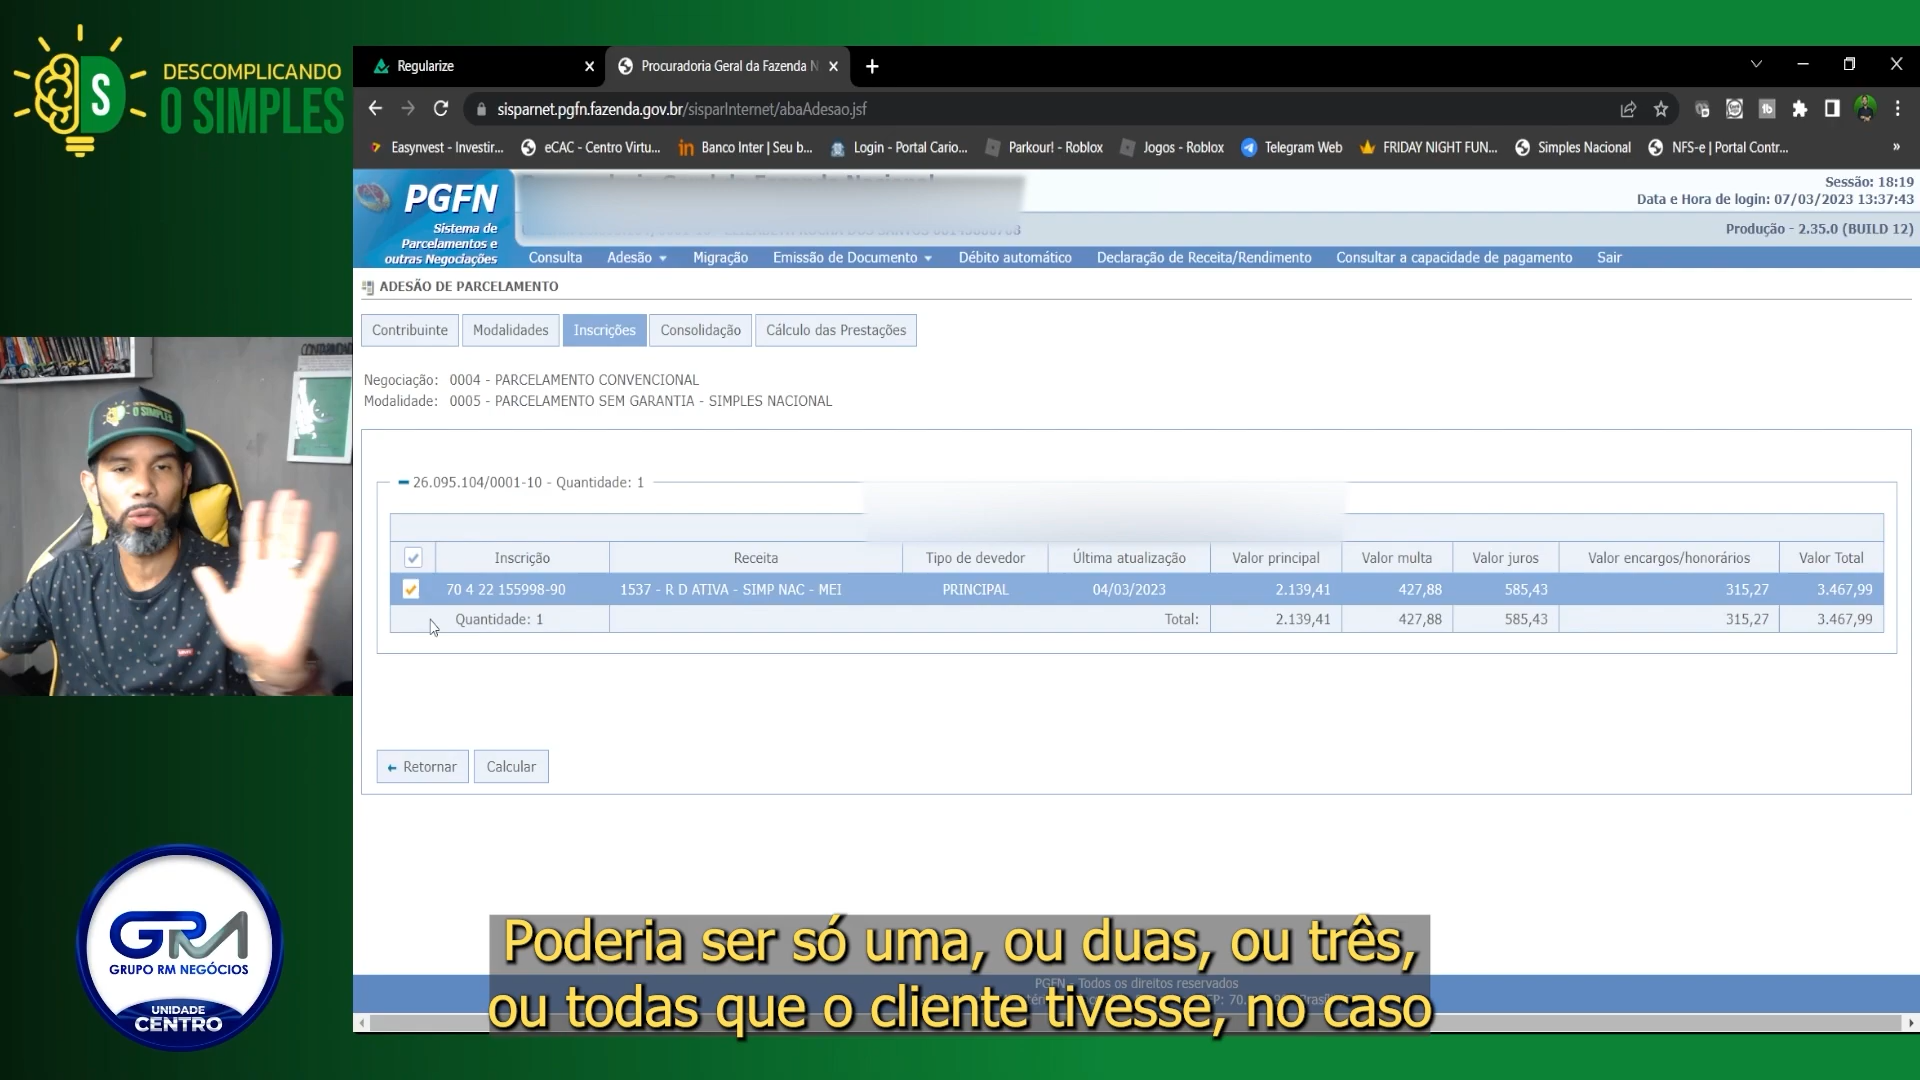 DESCOMPLICANDO
O SIMPLES
Regularize
Procuradoria Geral da Fazenda N
sisparnet.pgfn.fazenda.gov.br/sisparInternet/abaAdesao.jsf
Easynvest - Investir...
eCAC - Centro Virtu...
Banco Inter | Seu b...
Login - Portal Cario...
Parkour! - Roblox
Jogos - Roblox
Telegram Web
FRIDAY NIGHT FUN...
Simples Nacional
NFS-e | Portal Contr...
»
PGFN
Sistema de
Parcelamentos e
outras Negociações
Sessão: 18:19
Data e Hora de login: 07/03/2023 13:37:43
Produção - 2.35.0 (BUILD 12)
Consulta Adesão Migração Emissão de Documento Débito automático Declaração de Receita/Rendimento Consultar a capacidade de pagamento Sair
ADESÃO DE PARCELAMENTO
Contribuinte Modalidades Inscrições Consolidação Cálculo das Prestações
Negociação: 0004 - PARCELAMENTO CONVENCIONAL
Modalidade: 0005 - PARCELAMENTO SEM GARANTIA - SIMPLES NACIONAL
26.095.104/0001-10 - Quantidade: 1
Inscrição Receita Tipo de devedor Última atualização Valor principal Valor multa Valor juros Valor encargos/honorários Valor Total
70 4 22 155998-90 1537 - R D ATIVA - SIMP NAC - MEI PRINCIPAL 04/03/2023 2.139,41 427,88 585,43 315,27 3.467,99
Quantidade: 1 Total: 2.139,41 427,88 585,43 315,27 3.467,99
Retornar Calcular
PGFN - Todos os direitos reservados
Poderia ser só uma, ou duas, ou três,
ou todas que o cliente tivesse, no caso
O SIMPLES
GRM
GRUPO RM NEGÓCIOS
UNIDADE
CENTRO